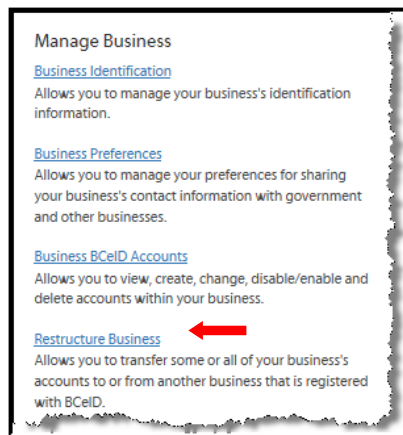 Manage Business
Business Identification
Allows you to manage your business's identification
information.
Business Preferences
Allows you to manage your preferences for sharing
your business's contact information with government
and other businesses.
Business BCeID Accounts
Allows you to view, create, change, disable/enable and
delete accounts within your business.
Restructure Business
Allows you to transfer some or all of your business's
accounts to or from another business that is registered
with BCeID.